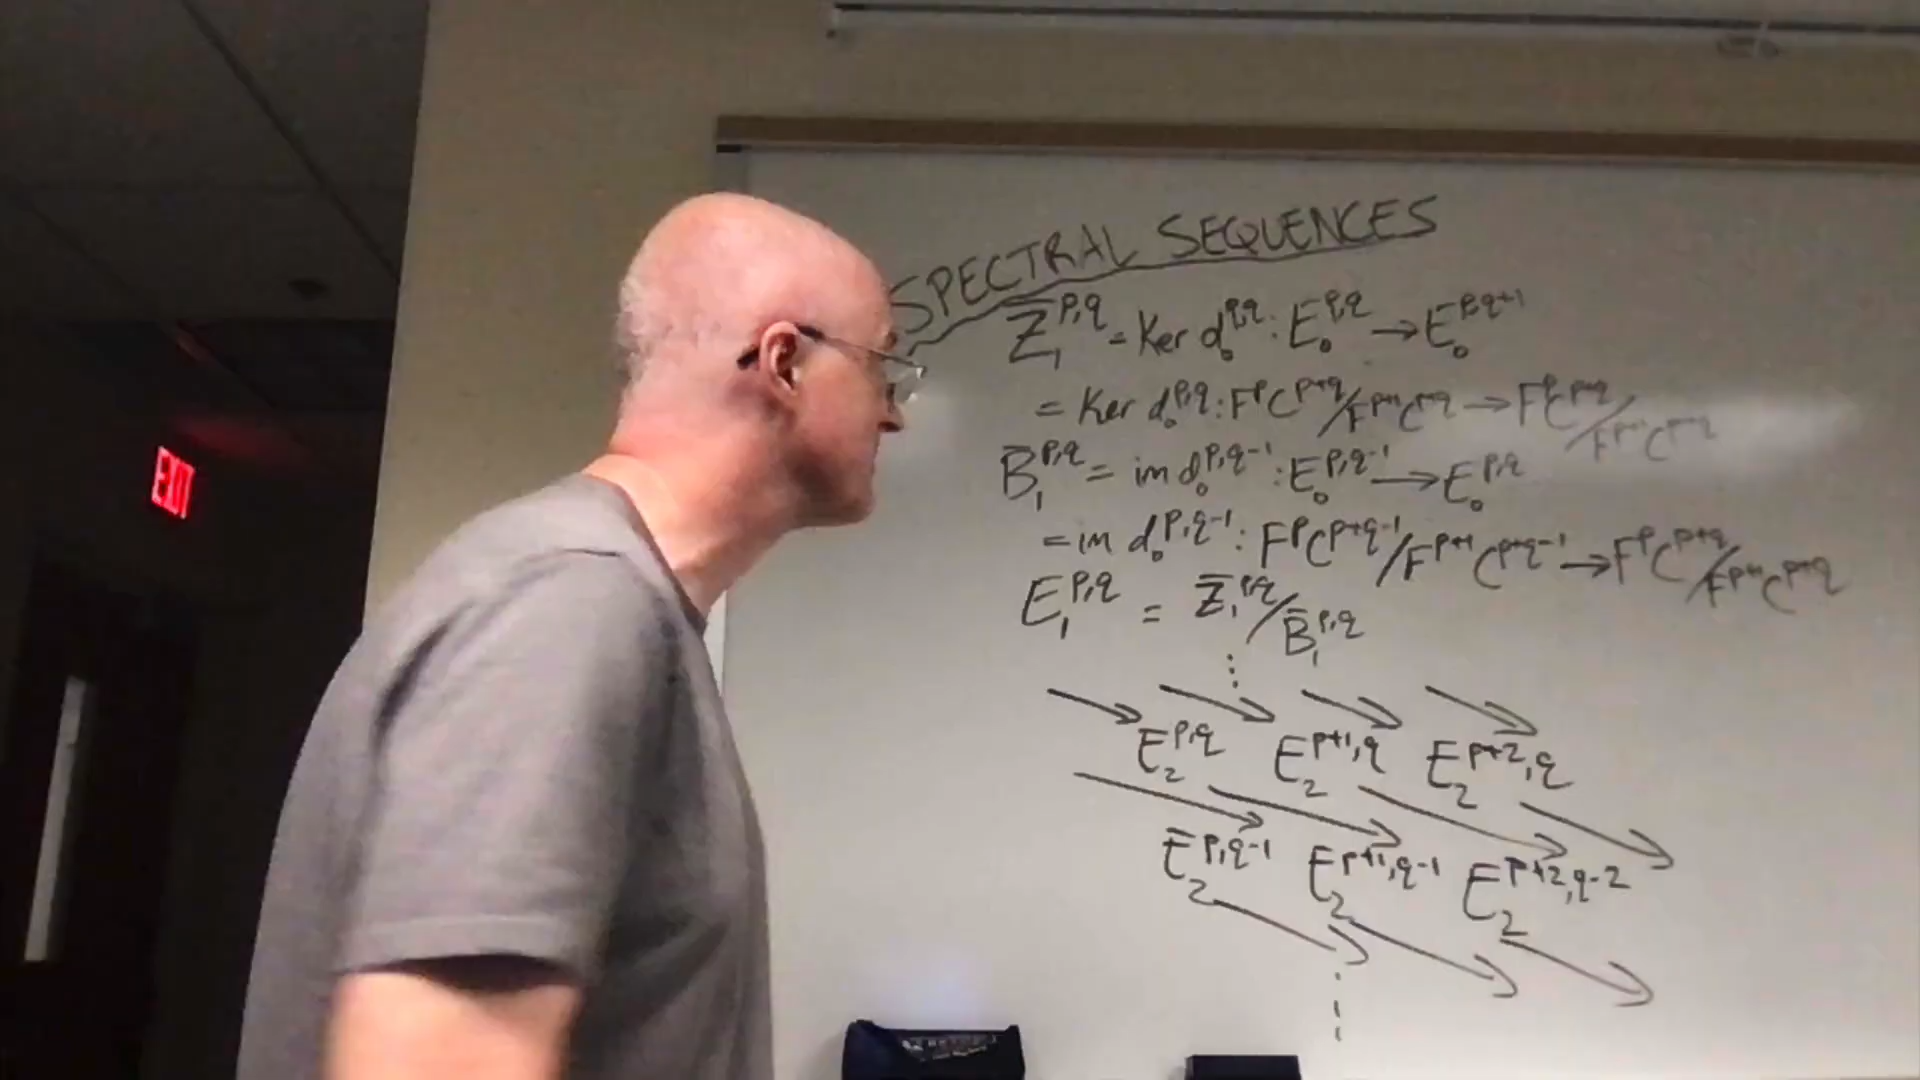 EXIT
SPECTRAL SEQUENCES
Z̄₁^{p,q} = Ker d₀^{p,q} : E₀^{p,q} → E₀^{p,q+1}
= Ker d₀^{p,q} : F^pC^{p+q}/F^{p+1}C^{p+q} → F^pC^{p+q}/F^{p+1}C^{p+q}
B̄₁^{p,q} = im d₀^{p,q-1} : E₀^{p,q-1} → E₀^{p,q}
= im d₀^{p,q-1} : F^pC^{p+q-1}/F^{p+1}C^{p+q-1} → F^pC^{p+q}/F^{p+1}C^{p+q}
E₁^{p,q} = Z̄₁^{p,q}/B̄₁^{p,q}
E₂^{p,q} E₂^{p+1,q} E₂^{p+2,q}
E₂^{p,q-1} E₂^{p+1,q-1} E₂^{p+2,q-2}